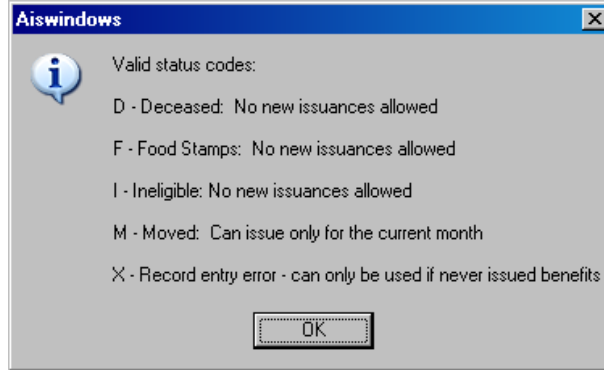 Aiswindows
Valid status codes:
D - Deceased:  No new issuances allowed
F - Food Stamps:  No new issuances allowed
I - Ineligible: No new issuances allowed
M - Moved:  Can issue only for the current month
X - Record entry error - can only be used if never issued benefits
OK